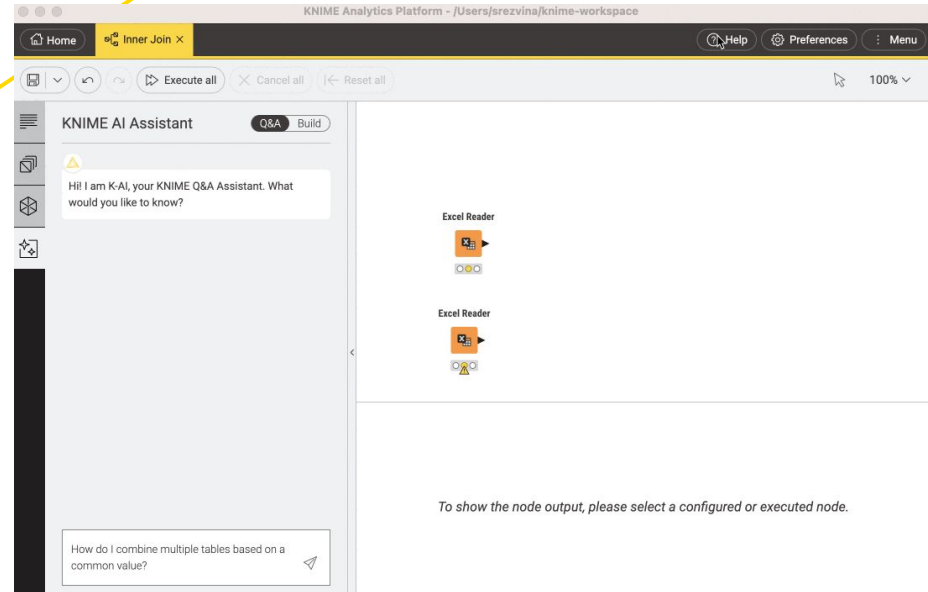 KNIME Analytics Platform - /Users/srezvina/knime-workspace
Home
Inner Join
Help
Preferences
Menu
Execute all
Cancel all
Reset all
100%
KNIME AI Assistant
Q&A
Build
Hi! I am K-AI, your KNIME Q&A Assistant. What
would you like to know?
Excel Reader
Excel Reader
To show the node output, please select a configured or executed node.
How do I combine multiple tables based on a
common value?